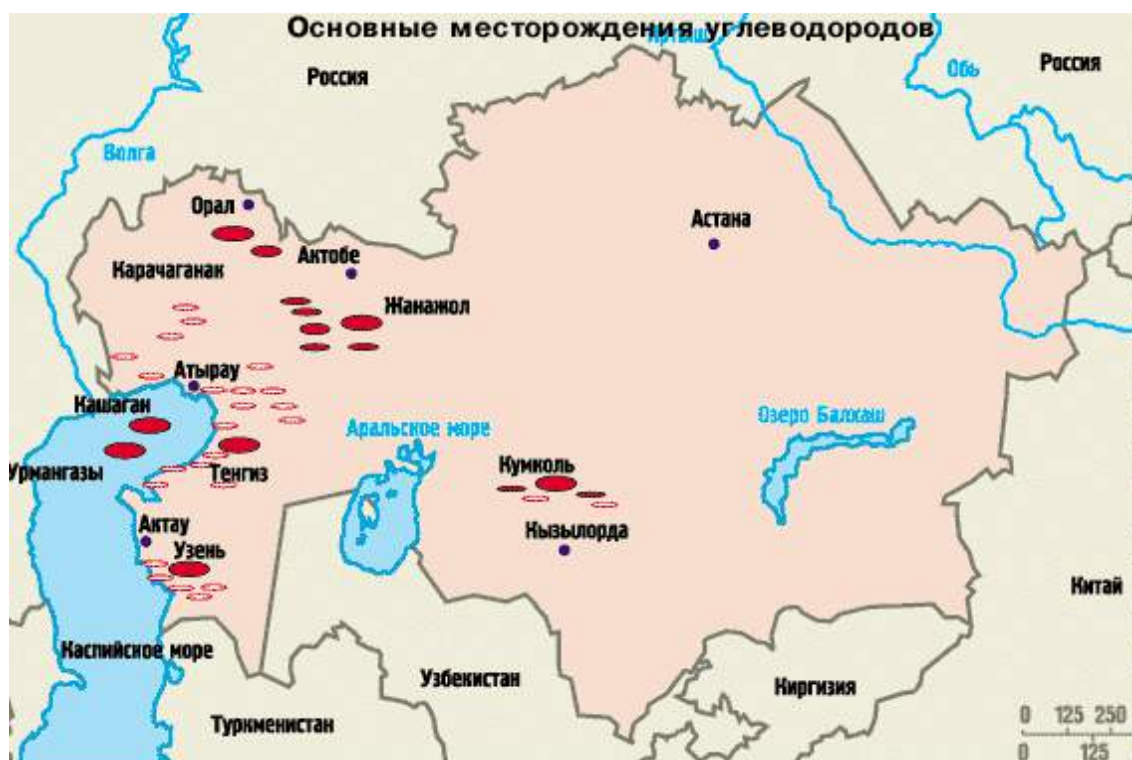 Основные месторождения углеводородов
Иртыш
Россия
Обь
Россия
Волга
Орал
Астана
Актобе
Карачаганак
Жанажол
Атырау
Кашаган
Озеро Балхаш
Аральское море
Урмангазы
Тенгиз
Кумколь
Актау
Узень
Кызылорда
Китай
Каспийское море
Узбекистан
Киргизия
Туркменистан
0 125 250
0 125